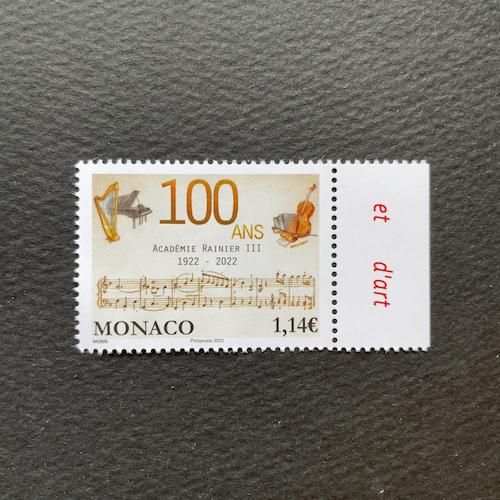 100
ANS
ACADÉMIE RAINIER III
1922 - 2022
MONACO
1,14€
Philaposte 2022
et d'art